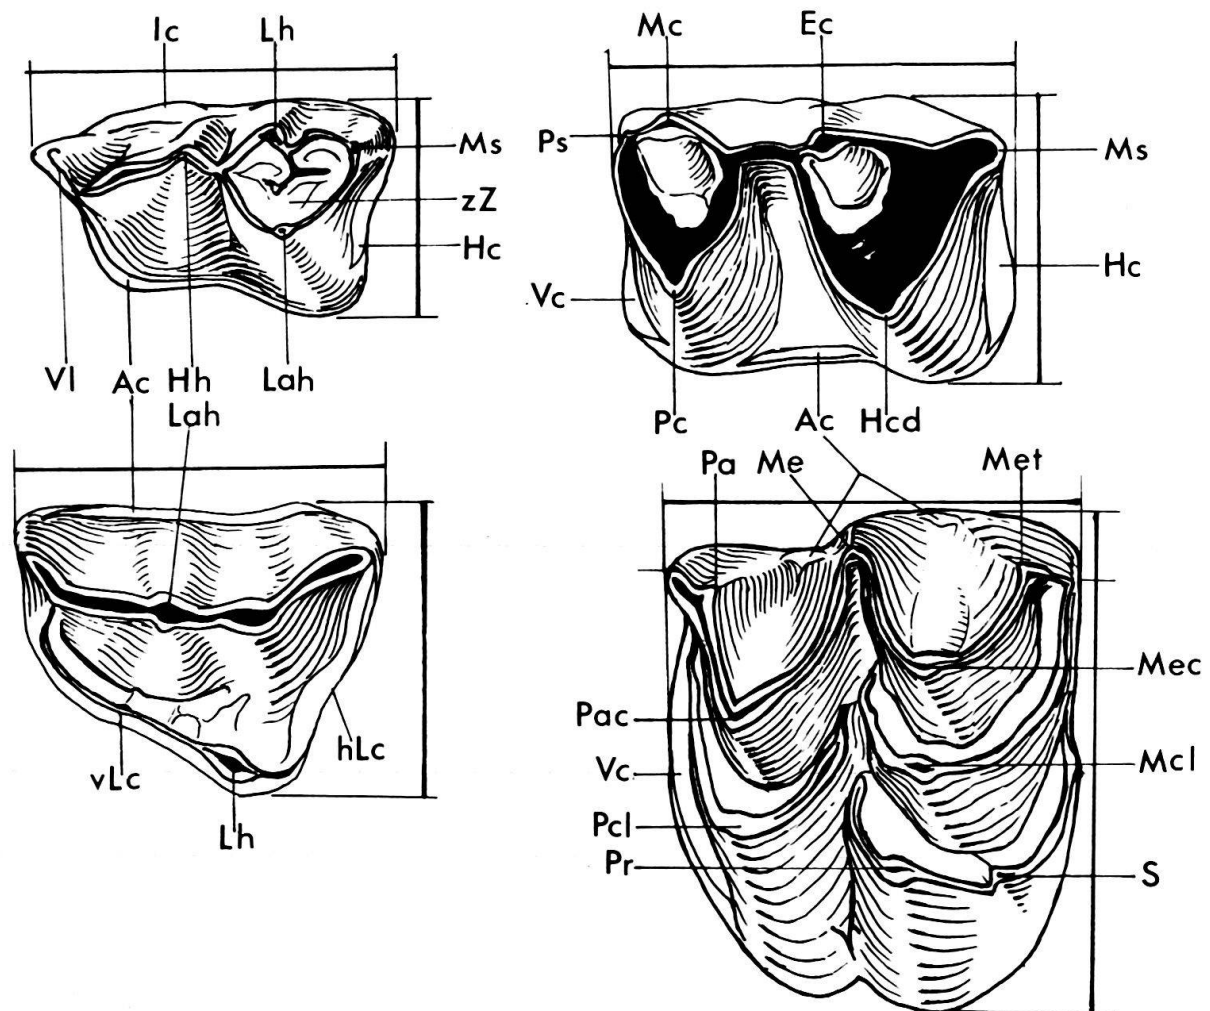 Ic Lh
Ms
zZ
Hc
Vl Ac Hh Lah
Mc Ec
Ps Ms
Vc Hc
Pc Ac Hcd
Lah
vLc hLc
Lh
Pa Me Met
Pac Mec
Vc Mcl
Pcl
Pr S